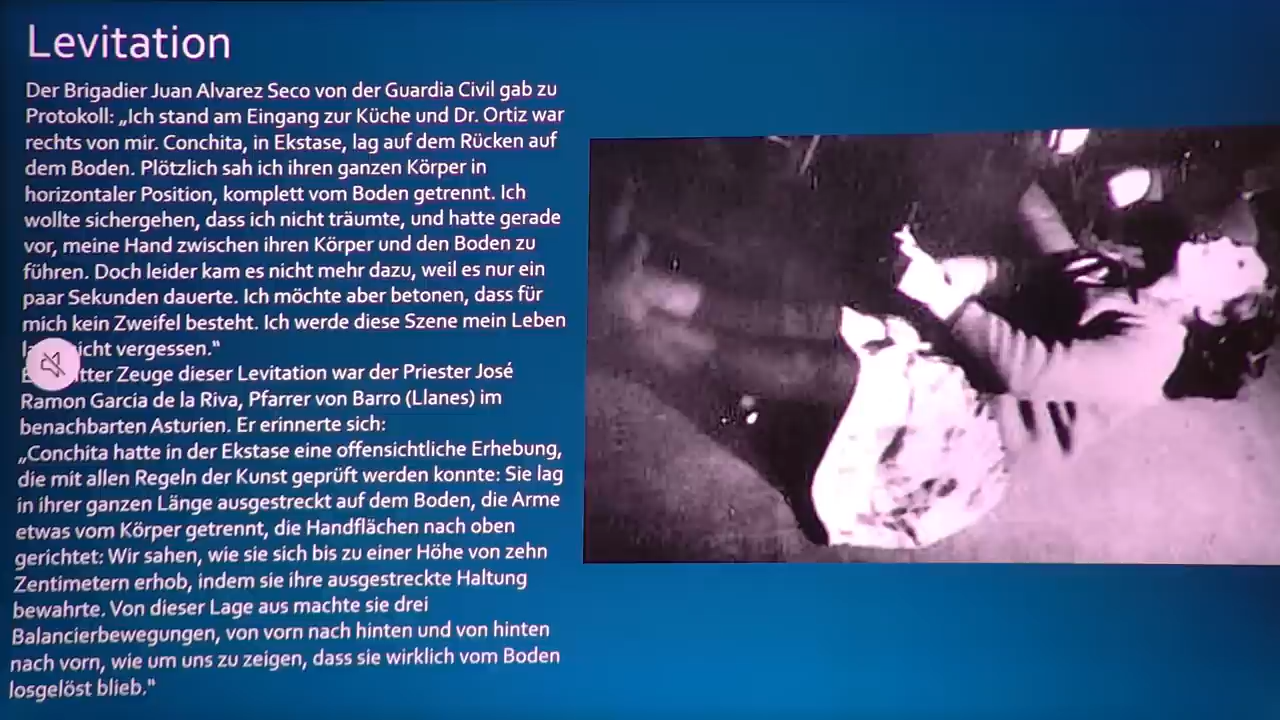 Levitation
Der Brigadier Juan Alvarez Seco von der Guardia Civil gab zu
Protokoll: „Ich stand am Eingang zur Küche und Dr. Ortiz war
rechts von mir. Conchita, in Ekstase, lag auf dem Rücken auf
dem Boden. Plötzlich sah ich ihren ganzen Körper in
horizontaler Position, komplett vom Boden getrennt. Ich
wollte sichergehen, dass ich nicht träumte, und hatte gerade
vor, meine Hand zwischen ihren Körper und den Boden zu
führen. Doch leider kam es nicht mehr dazu, weil es nur ein
paar Sekunden dauerte. Ich möchte aber betonen, dass für
mich kein Zweifel besteht. Ich werde diese Szene mein Leben
vergessen."
Zeuge dieser Levitation war der Priester José
Ramon Garcia de la Riva, Pfarrer von Barro (Llanes) im
benachbarten Asturien. Er erinnerte sich:
„Conchita hatte in der Ekstase eine offensichtliche Erhebung,
die mit allen Regeln der Kunst geprüft werden konnte: Sie lag
in ihrer ganzen Länge ausgestreckt auf dem Boden, die Arme
etwas vom Körper getrennt, die Handflächen nach oben
gerichtet: Wir sahen, wie sie sich bis zu einer Höhe von zehn
Zentimetern erhob, indem sie ihre ausgestreckte Haltung
bewahrte. Von dieser Lage aus machte sie drei
Balancierbewegungen, von vorn nach hinten und von hinten
nach vorn, wie um uns zu zeigen, dass sie wirklich vom Boden
losgelöst blieb."